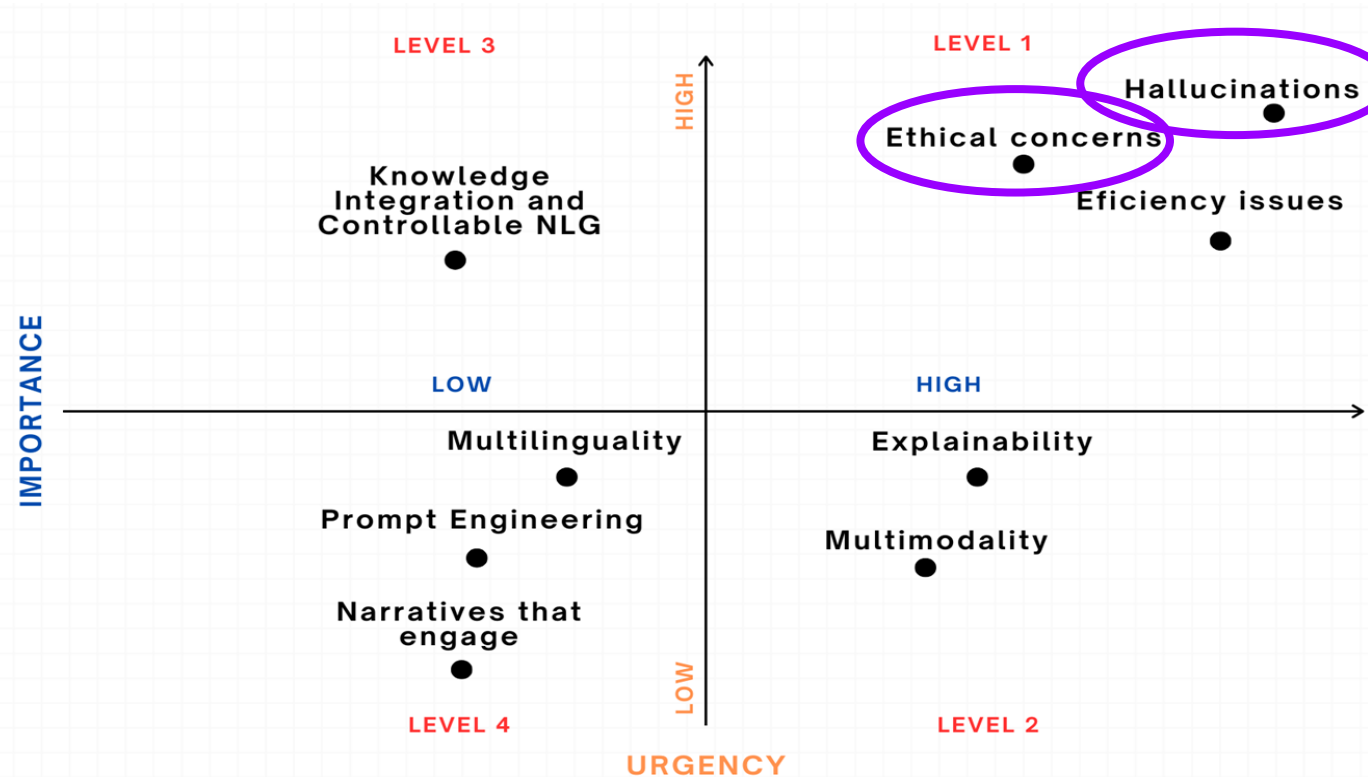 LEVEL 3
LEVEL 1
HIGH
Hallucinations
Ethical concerns
Knowledge
Integration and
Controllable NLG
Eficiency issues
IMPORTANCE
LOW
HIGH
Multilinguality
Explainability
Prompt Engineering
Multimodality
Narratives that
engage
LOW
LEVEL 4
LEVEL 2
URGENCY